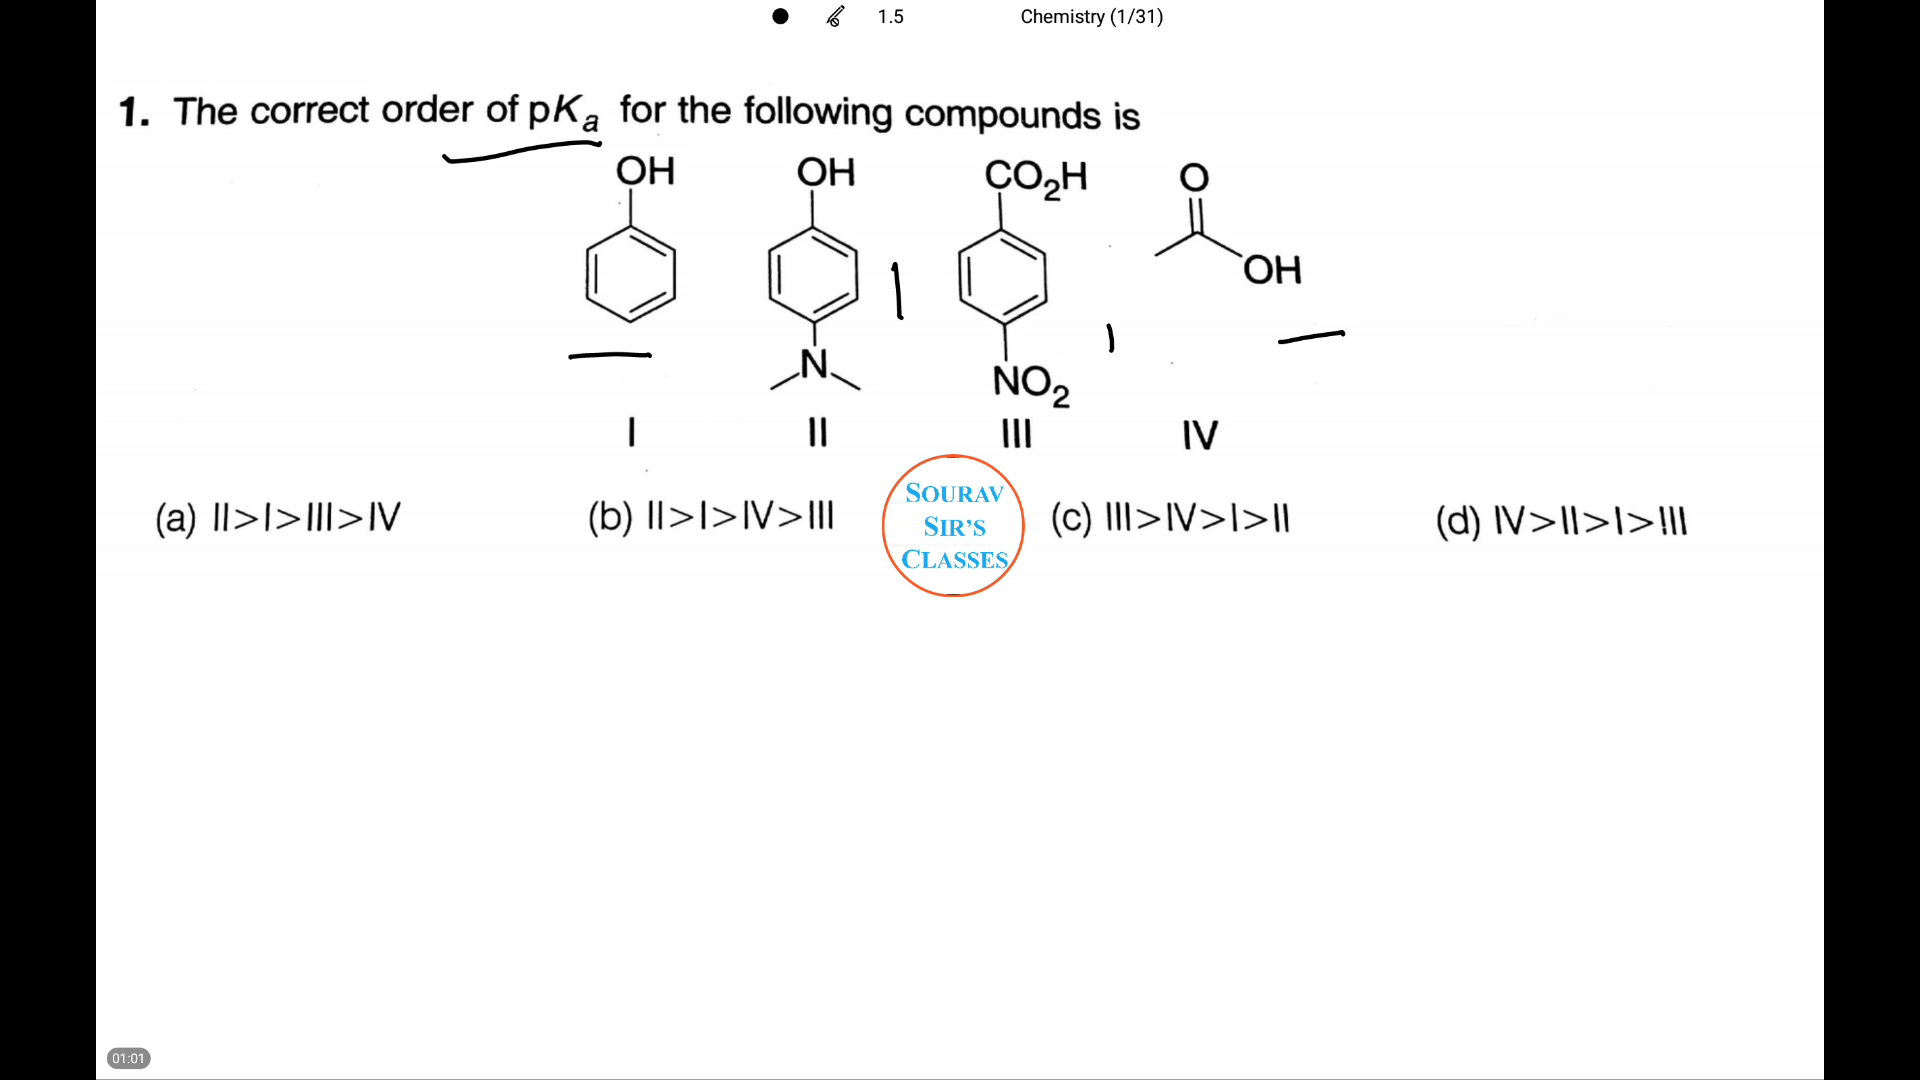 1.5 Chemistry (1/31)
1. The correct order of pKa for the following compounds is
OH OH CO2H O
OH
N NO2
I II III IV
(a) II>I>III>IV (b) II>I>IV>III (c) III>IV>I>II (d) IV>II>I>III
SOURAV
SIR'S
CLASSES
01:01